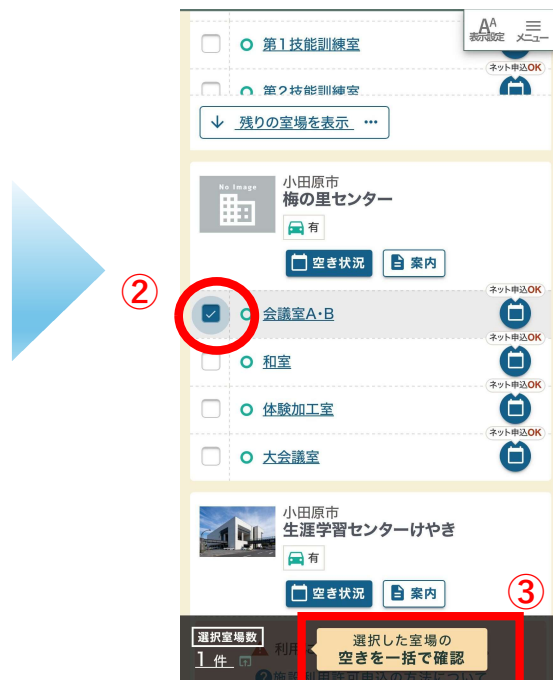 AA
表示設定
メニュー
第1技能訓練室
ネット申込OK
第2技能訓練室
残りの室場を表示 …
No Image
小田原市
梅の里センター
有
空き状況
案内
②
ネット申込OK
会議室A・B
ネット申込OK
和室
ネット申込OK
体験加工室
ネット申込OK
大会議室
小田原市
生涯学習センターけやき
有
空き状況
案内
③
選択室場数
1 件
選択した室場の
空きを一括で確認
利用